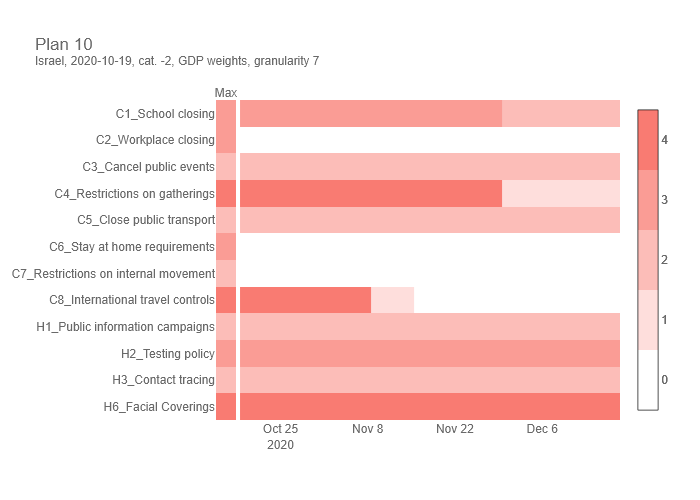 Plan 10
Israel, 2020-10-19, cat. -2, GDP weights, granularity 7
Max
C1_School closing
C2_Workplace closing
C3_Cancel public events
C4_Restrictions on gatherings
C5_Close public transport
C6_Stay at home requirements
C7_Restrictions on internal movement
C8_International travel controls
H1_Public information campaigns
H2_Testing policy
H3_Contact tracing
H6_Facial Coverings
Oct 25 Nov 8 Nov 22 Dec 6
2020
4
3
2
1
0